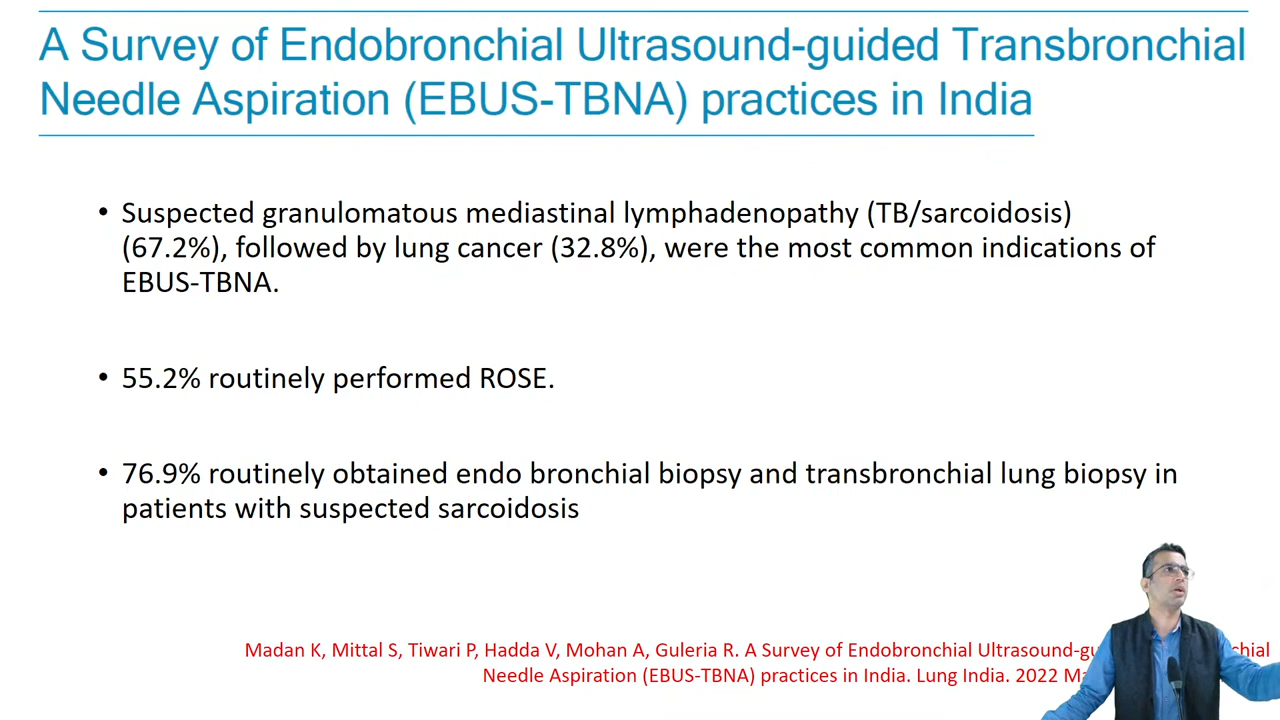 A Survey of Endobronchial Ultrasound-guided Transbronchial
Needle Aspiration (EBUS-TBNA) practices in India
• Suspected granulomatous mediastinal lymphadenopathy (TB/sarcoidosis)
(67.2%), followed by lung cancer (32.8%), were the most common indications of
EBUS-TBNA.
• 55.2% routinely performed ROSE.
• 76.9% routinely obtained endo bronchial biopsy and transbronchial lung biopsy in
patients with suspected sarcoidosis
Madan K, Mittal S, Tiwari P, Hadda V, Mohan A, Guleria R. A Survey of Endobronchial
Needle Aspiration (EBUS-TBNA) practices in India. Lung India. 2022